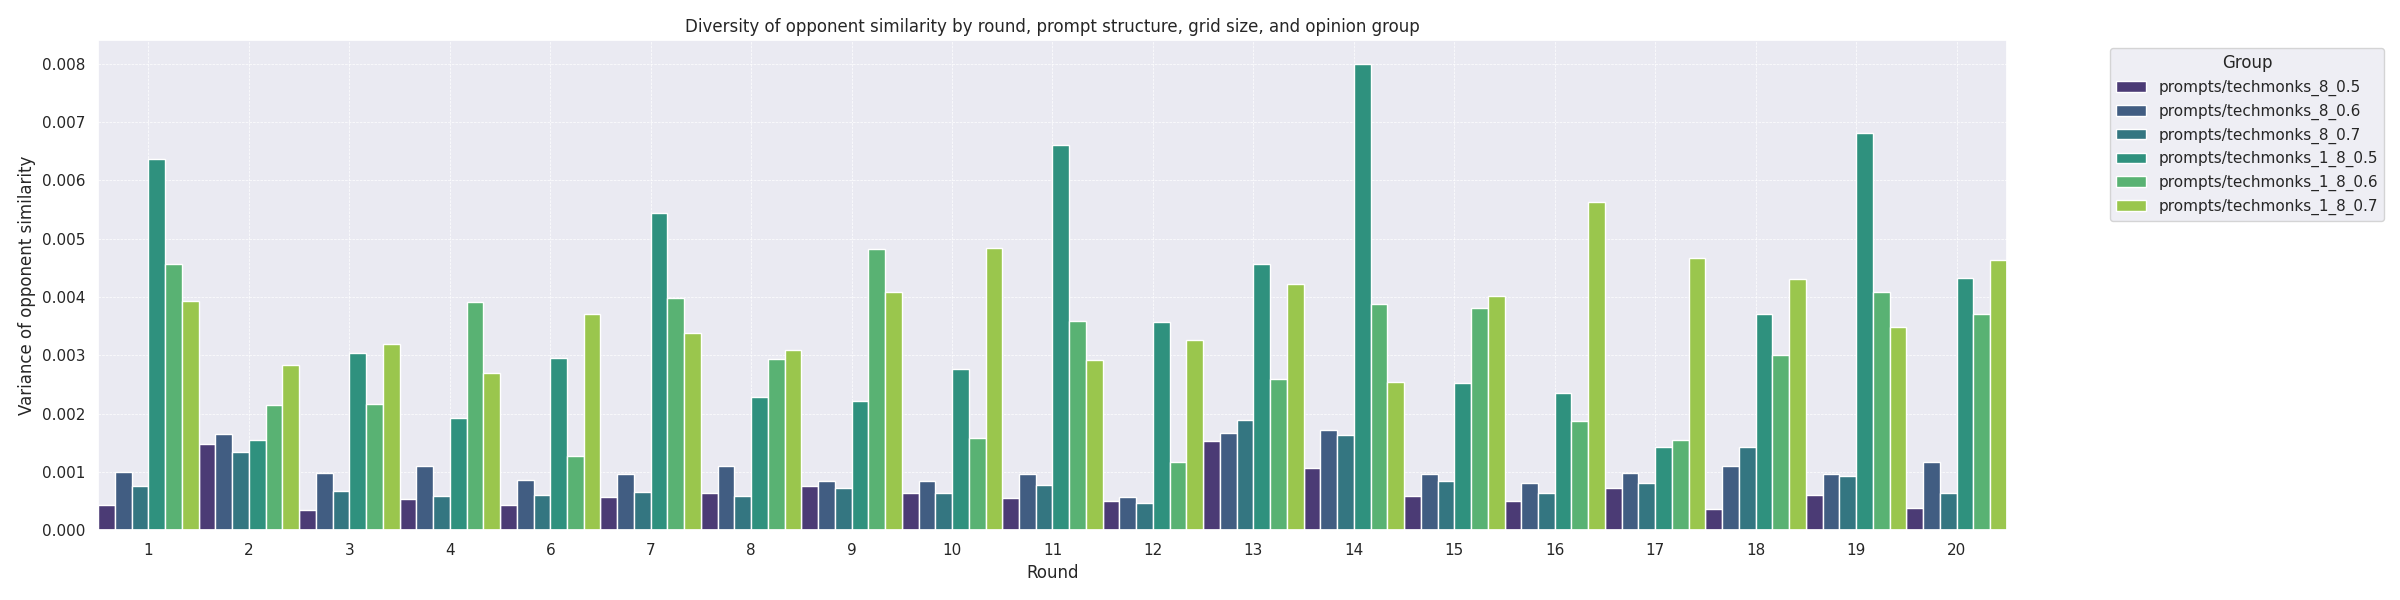 Diversity of opponent similarity by round, prompt structure, grid size, and opinion group
Variance of opponent similarity
0.008
0.007
0.006
0.005
0.004
0.003
0.002
0.001
0.000
1 2 3 4 6 7 8 9 10 11 12 13 14 15 16 17 18 19 20
Round
Group
prompts/techmonks_8_0.5
prompts/techmonks_8_0.6
prompts/techmonks_8_0.7
prompts/techmonks_1_8_0.5
prompts/techmonks_1_8_0.6
prompts/techmonks_1_8_0.7